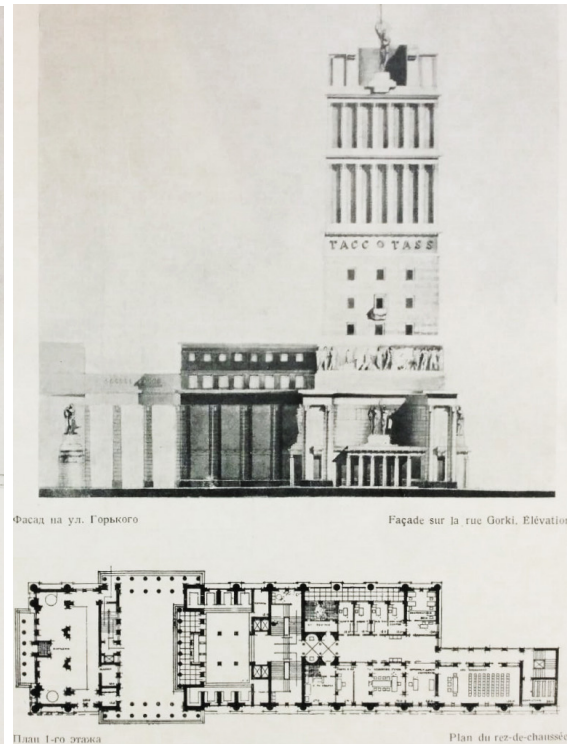 ТАСС TASS
Фасад на ул. Горького
Façade sur la rue Gorki. Élévation
План 1-го этажа
Plan du rez-de-chaussée